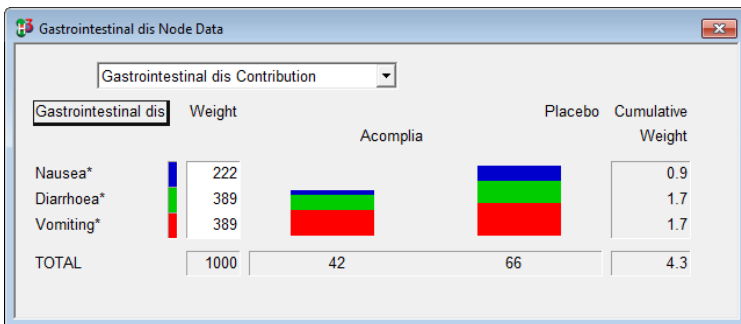 Gastrointestinal dis Node Data
Gastrointestinal dis Contribution
Gastrointestinal dis Weight Placebo Cumulative
Acomplia Weight
Nausea* 222 0.9
Diarrhoea* 389 1.7
Vomiting* 389 1.7
TOTAL 1000 42 66 4.3